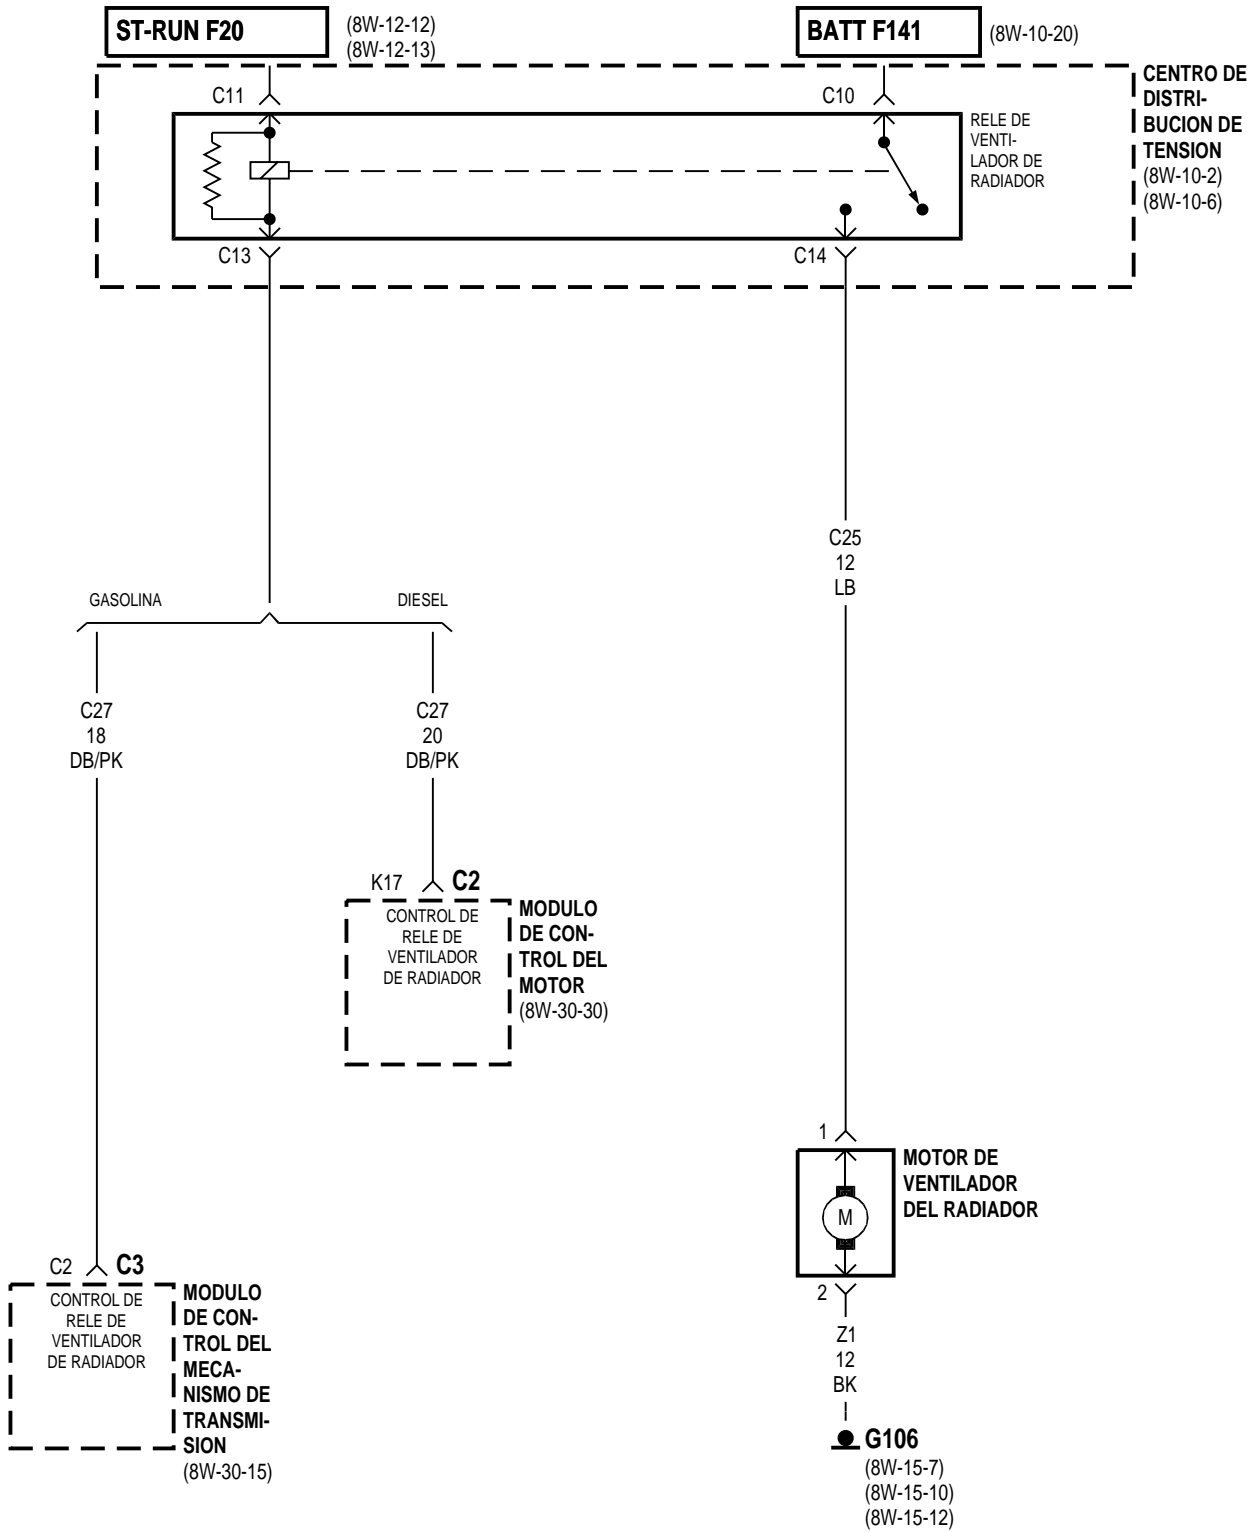 ST-RUN F20
(8W-12-12)
(8W-12-13)
BATT F141
(8W-10-20)
CENTRO DE
DISTRI-
BUCION DE
TENSION
(8W-10-2)
(8W-10-6)
C11
C10
RELE DE
VENTI-
LADOR DE
RADIADOR
C13
C14
C25
12
LB
GASOLINA
DIESEL
C27
18
DB/PK
C27
20
DB/PK
K17
C2
CONTROL DE
RELE DE
VENTILADOR
DE RADIADOR
MODULO
DE CON-
TROL DEL
MOTOR
(8W-30-30)
1
MOTOR DE
VENTILADOR
DEL RADIADOR
M
2
Z1
12
BK
G106
(8W-15-7)
(8W-15-10)
(8W-15-12)
C2
C3
CONTROL DE
RELE DE
VENTILADOR
DE RADIADOR
MODULO
DE CON-
TROL DEL
MECA-
NISMO DE
TRANSMI-
SION
(8W-30-15)